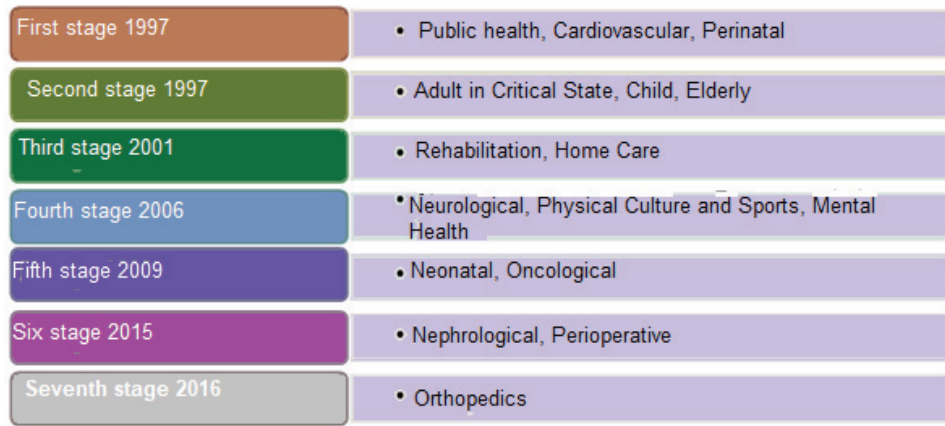 First stage 1997
• Public health, Cardiovascular, Perinatal
Second stage 1997
• Adult in Critical State, Child, Elderly
Third stage 2001
• Rehabilitation, Home Care
Fourth stage 2006
• Neurological, Physical Culture and Sports, Mental
Health
Fifth stage 2009
• Neonatal, Oncological
Six stage 2015
• Nephrological, Perioperative
Seventh stage 2016
• Orthopedics